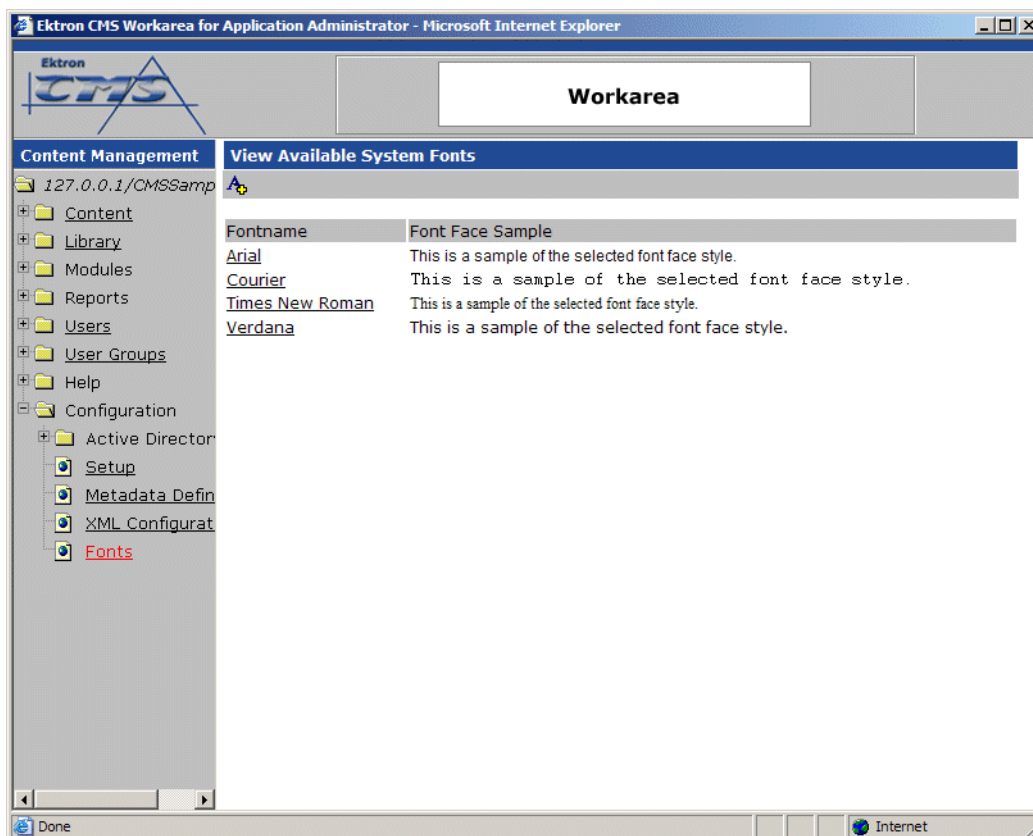 Ektron CMS Workarea for Application Administrator - Microsoft Internet Explorer
Ektron
CMS
Workarea
Content Management
View Available System Fonts
127.0.0.1/CMSSamp
Content
Library
Modules
Reports
Users
User Groups
Help
Configuration
Active Director
Setup
Metadata Defin
XML Configurat
Fonts
Fontname Font Face Sample
Arial This is a sample of the selected font face style.
Courier This is a sample of the selected font face style.
Times New Roman This is a sample of the selected font face style.
Verdana This is a sample of the selected font face style.
Done Internet